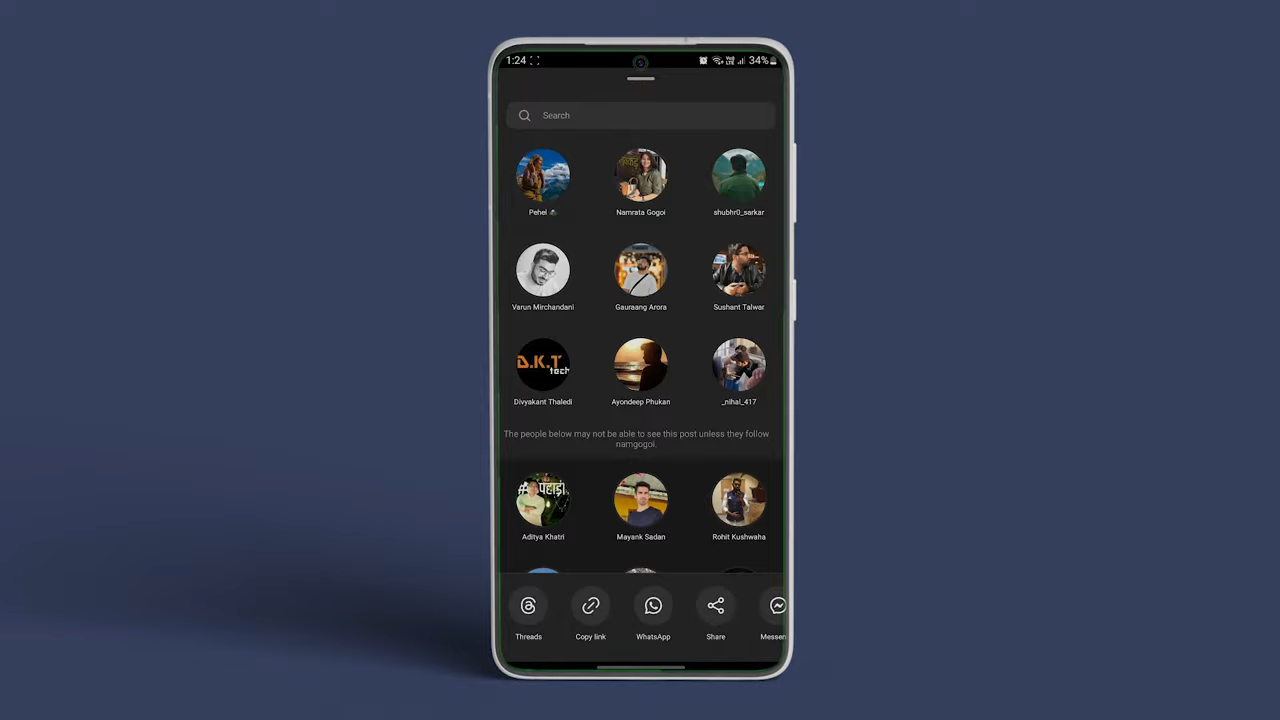 1:24
34%
Search
Pehel
Namrata Gogoi
shubhr0_sarkar
Varun Mirchandani
Gauraang Arora
Sushant Talwar
D.K.T
tech
Divyakant Thaledi
Ayondeep Phukan
_nihal_417
The people below may not be able to see this post unless they follow
namgogoi.
#पहाड़ी
Aditya Khatri
Mayank Sadan
Rohit Kushwaha
Threads
Copy link
WhatsApp
Share
Messen